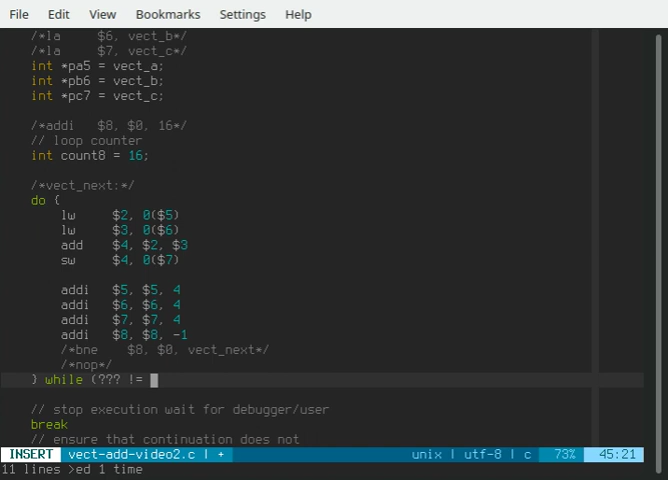 File Edit View Bookmarks Settings Help
/*la $6, vect_b*/
/*la $7, vect_c*/
int *pa5 = vect_a;
int *pb6 = vect_b;
int *pc7 = vect_c;
/*addi $8, $0, 16*/
// loop counter
int count8 = 16;
/*vect_next:*/
do {
lw $2, 0($5)
lw $3, 0($6)
add $4, $2, $3
sw $4, 0($7)
addi $5, $5, 4
addi $6, $6, 4
addi $7, $7, 4
addi $8, $8, -1
/*bne $8, $0, vect_next*/
/*nop*/
} while (??? !=
// stop execution wait for debugger/user
break
// ensure that continuation does not
INSERT vect-add-video2.c | + unix | utf-8 | c 73% 45:21
11 lines >ed 1 time